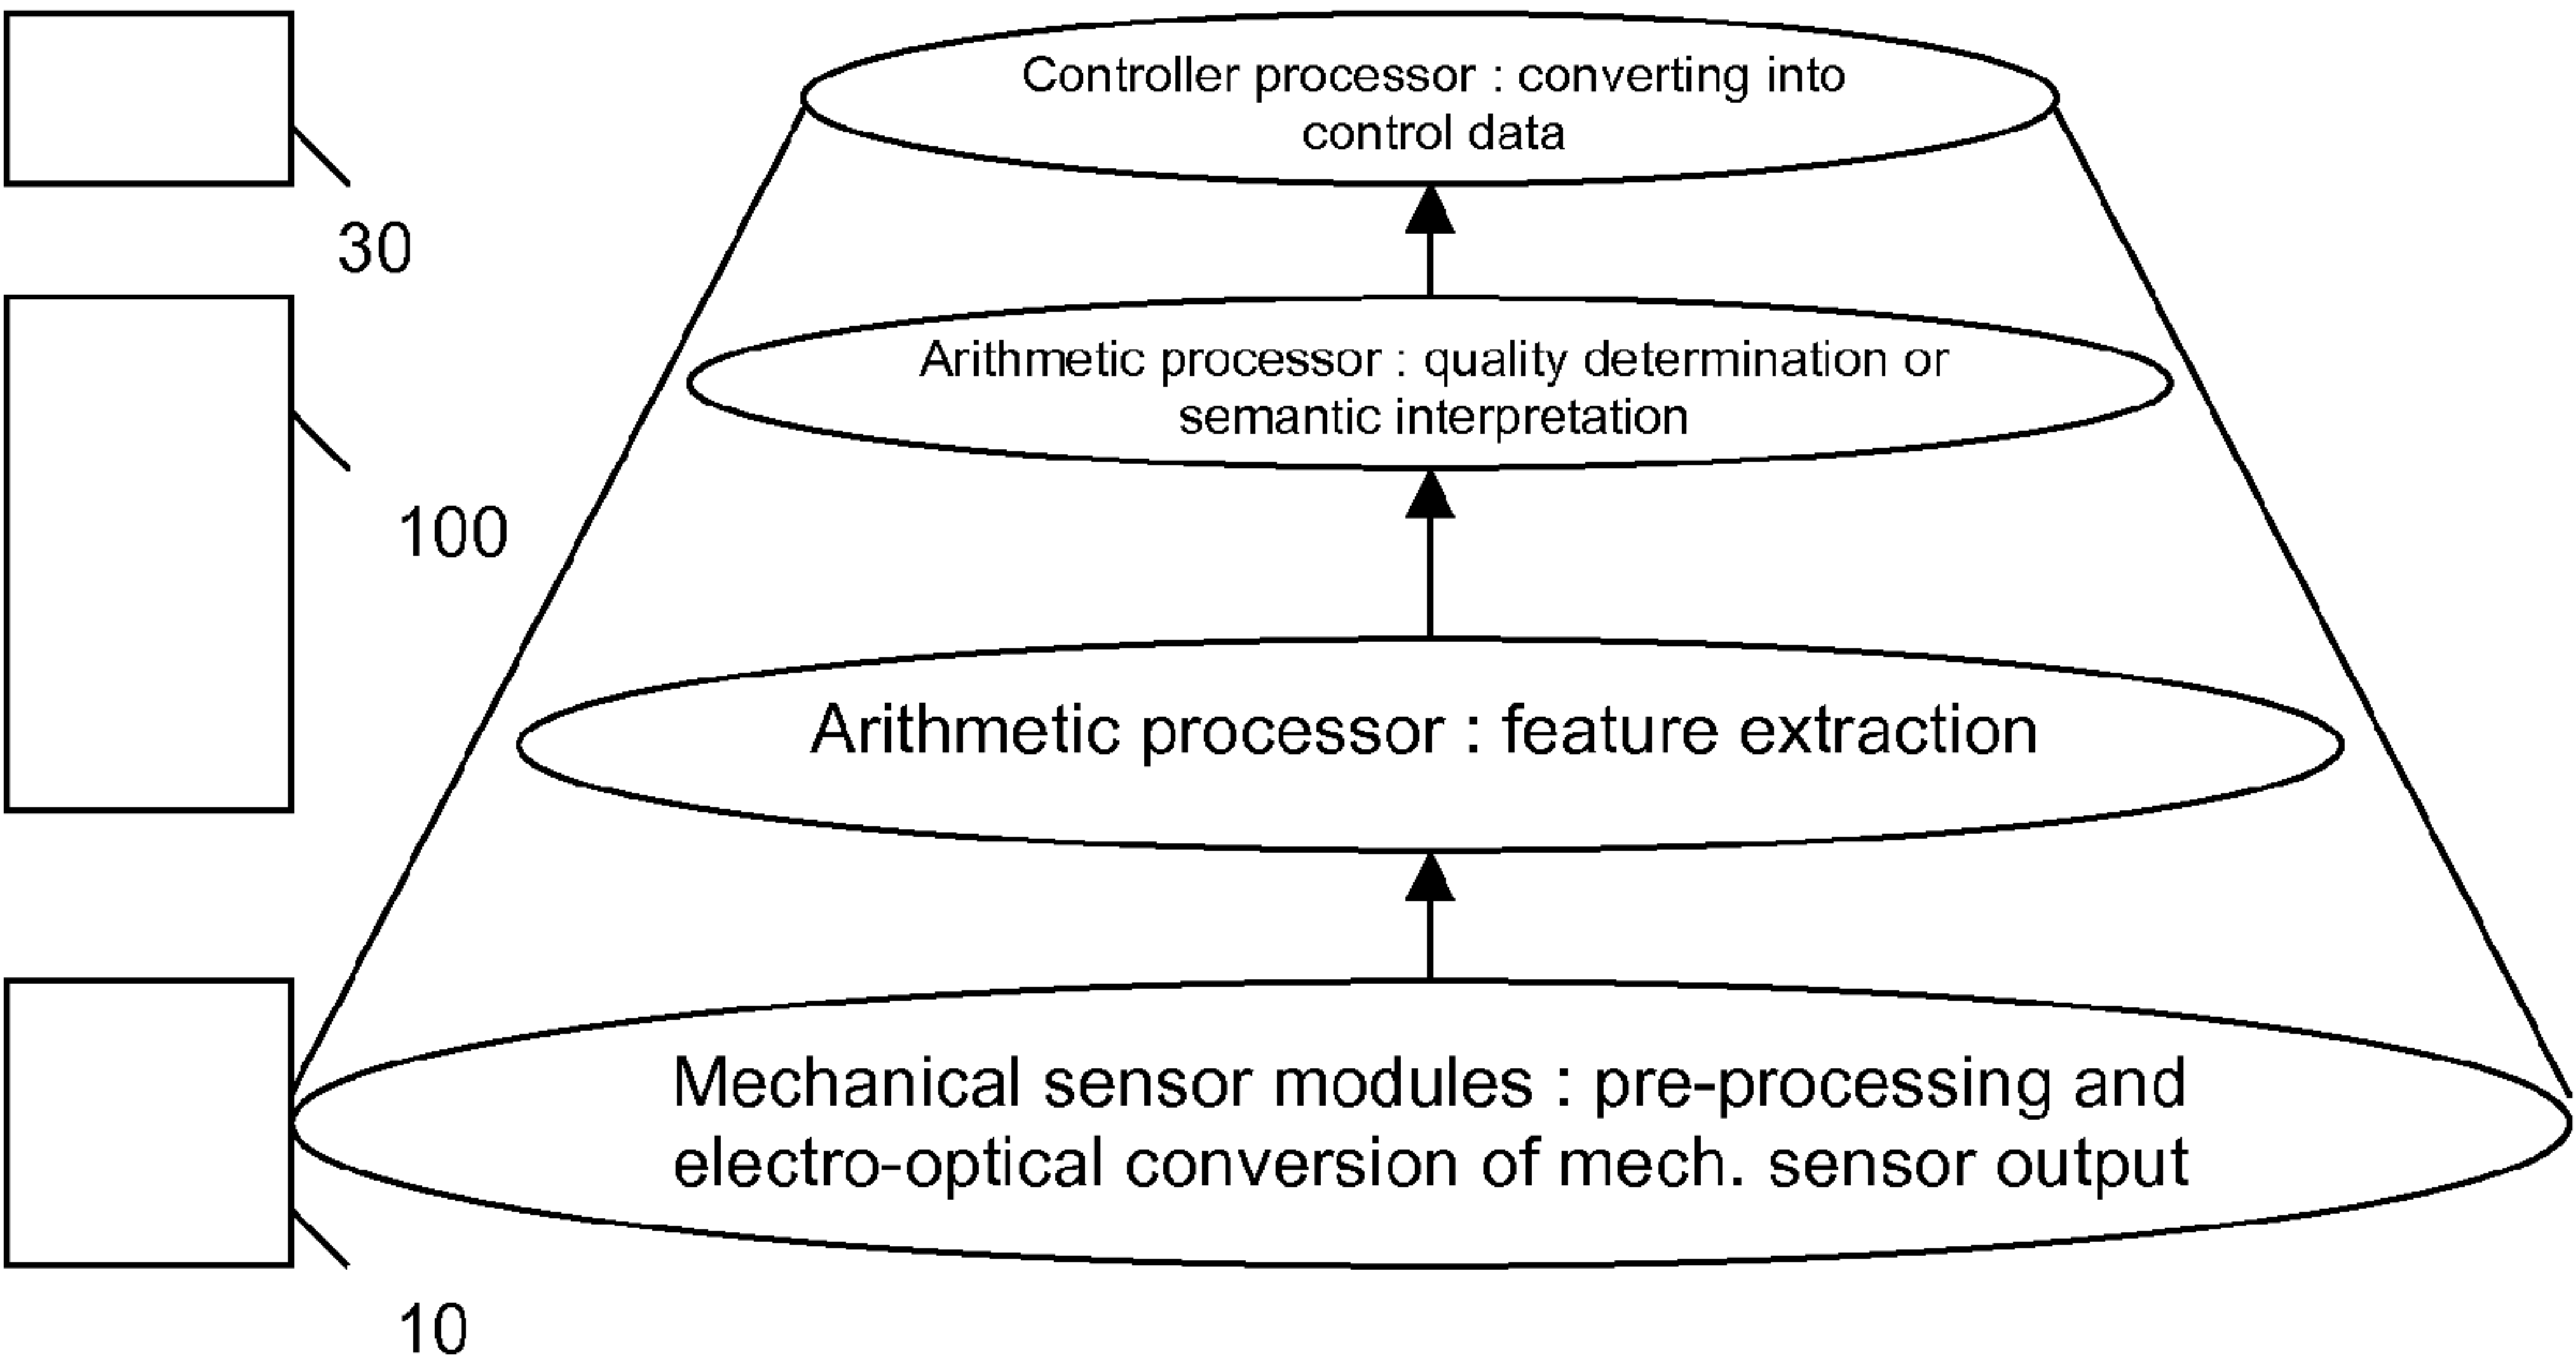 Controller processor : converting into
control data
30
Arithmetic processor : quality determination or
semantic interpretation
100
Arithmetic processor : feature extraction
Mechanical sensor modules : pre-processing and
electro-optical conversion of mech. sensor output
10